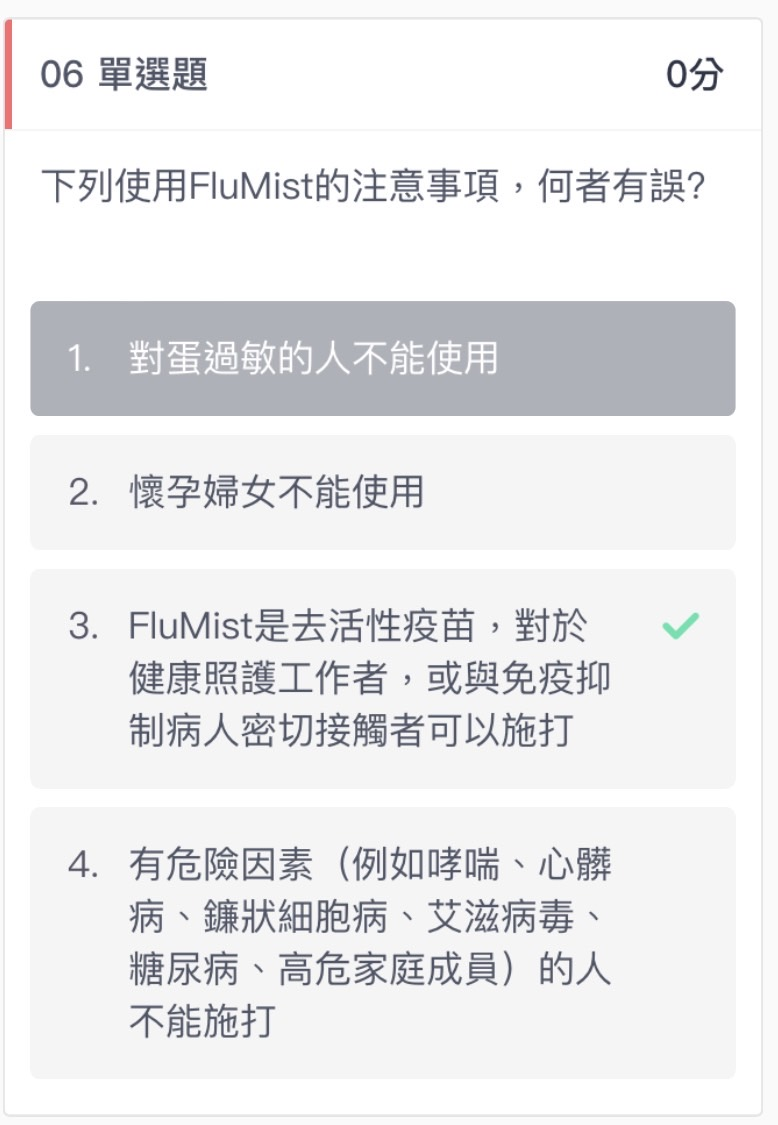 06 單選題 0分
下列使用FluMist的注意事項，何者有誤?
1. 對蛋過敏的人不能使用
2. 懷孕婦女不能使用
3. FluMist是去活性疫苗，對於
健康照護工作者，或與免疫抑
制病人密切接觸者可以施打
4. 有危險因素（例如哮喘、心髒
病、鐮狀細胞病、艾滋病毒、
糖尿病、高危家庭成員）的人
不能施打